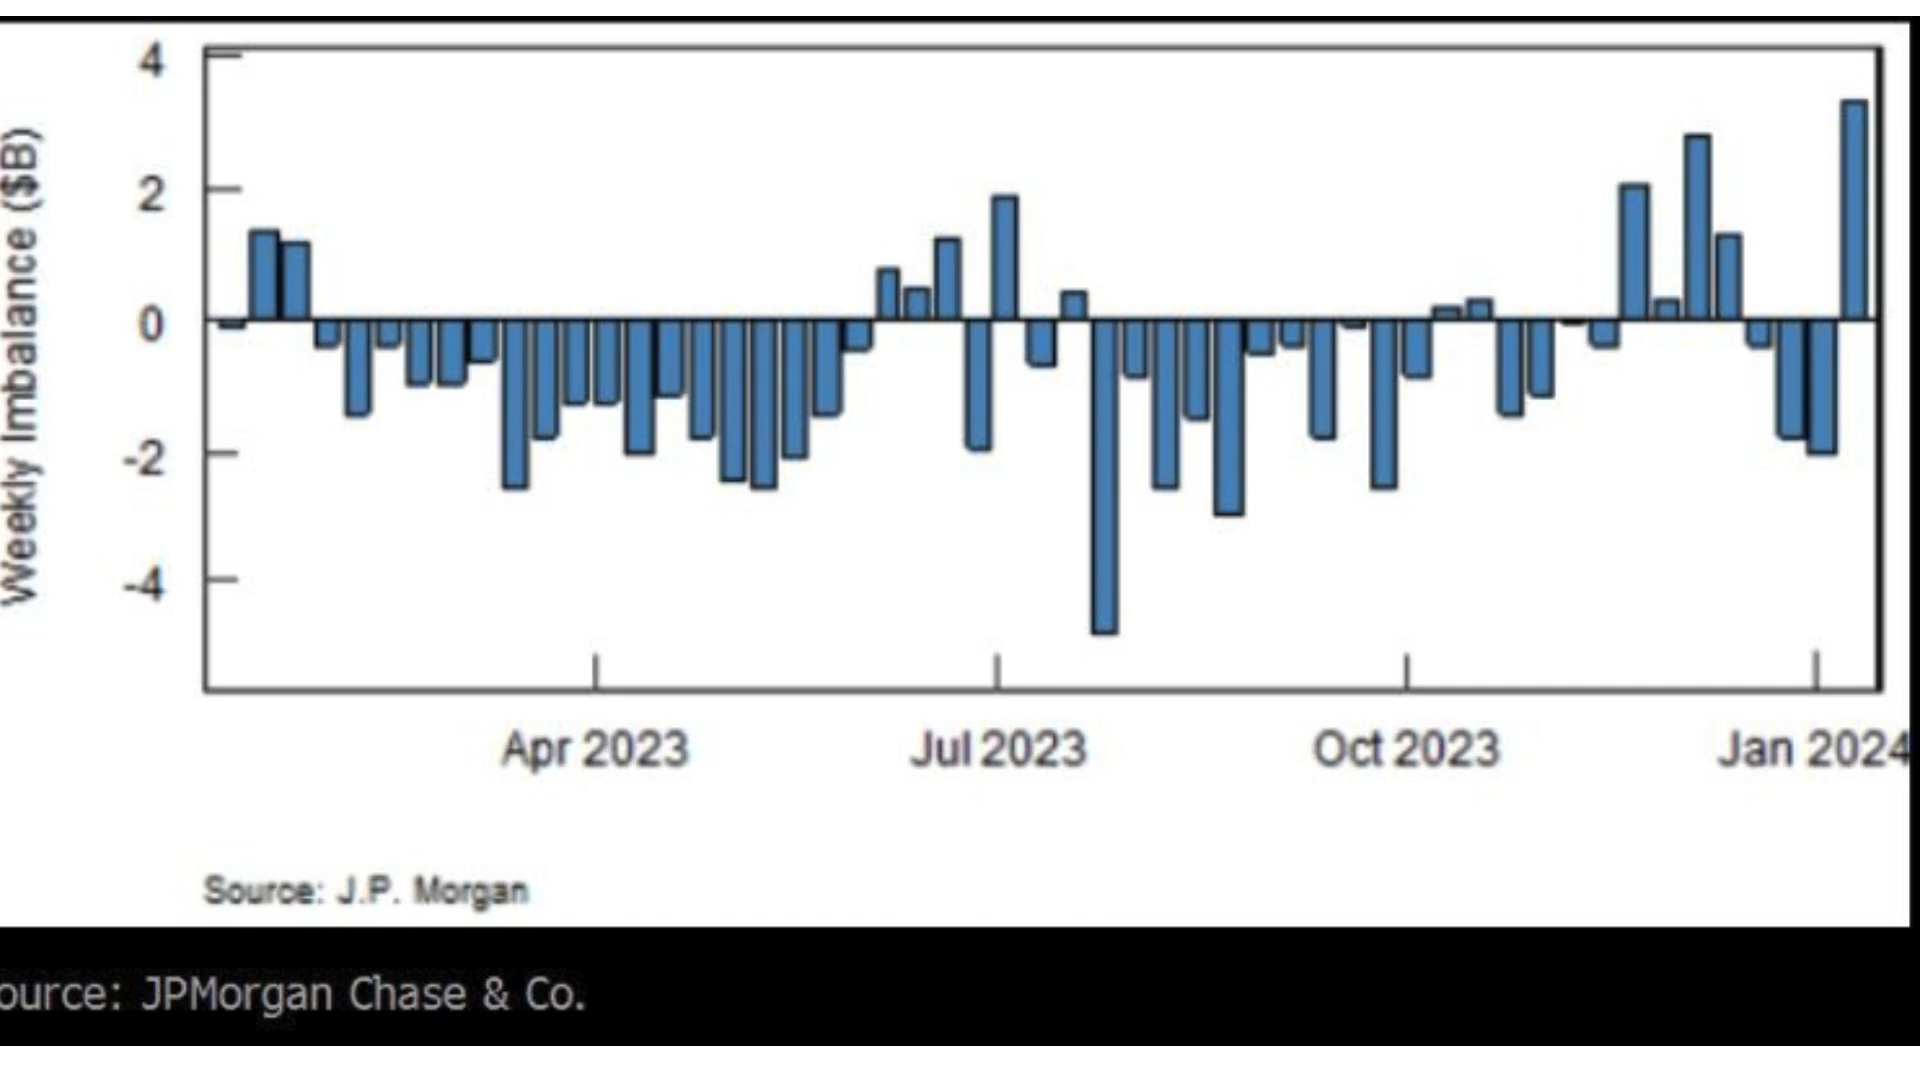 Weekly Imbalance ($B)
4
2
0
-2
-4
Apr 2023 Jul 2023 Oct 2023 Jan 2024
Source: J.P. Morgan
ource: JPMorgan Chase & Co.